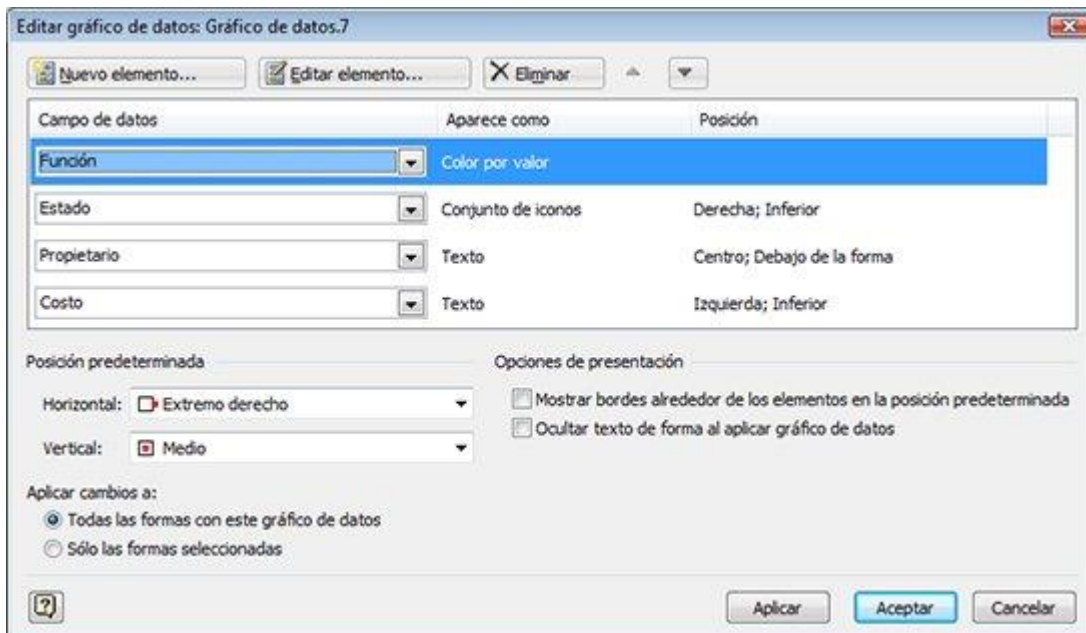 Editar gráfico de datos: Gráfico de datos.7
Nuevo elemento... Editar elemento... Eliminar
Campo de datos Aparece como Posición
Función Color por valor
Estado Conjunto de iconos Derecha; Inferior
Propietario Texto Centro; Debajo de la forma
Costo Texto Izquierda; Inferior
Posición predeterminada Opciones de presentación
Horizontal: Extremo derecho Mostrar bordes alrededor de los elementos en la posición predeterminada
Vertical: Medio Ocultar texto de forma al aplicar gráfico de datos
Aplicar cambios a:
Todas las formas con este gráfico de datos
Sólo las formas seleccionadas
? Aplicar Aceptar Cancelar